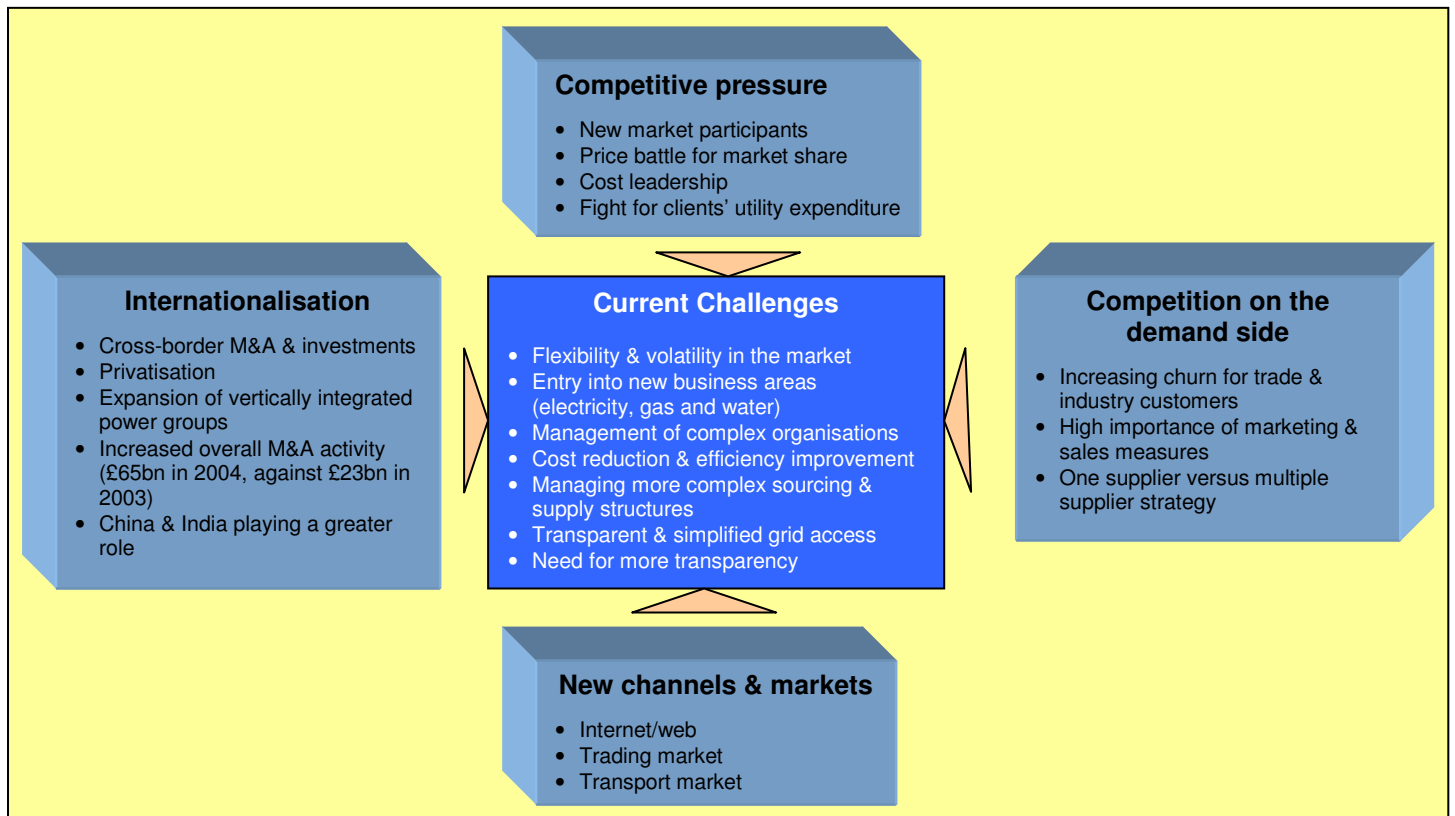 Competitive pressure
• New market participants
• Price battle for market share
• Cost leadership
• Fight for clients’ utility expenditure
Internationalisation
• Cross-border M&A & investments
• Privatisation
• Expansion of vertically integrated
power groups
• Increased overall M&A activity
(£65bn in 2004, against £23bn in
2003)
• China & India playing a greater
role
Current Challenges
• Flexibility & volatility in the market
• Entry into new business areas
(electricity, gas and water)
• Management of complex organisations
• Cost reduction & efficiency improvement
• Managing more complex sourcing &
supply structures
• Transparent & simplified grid access
• Need for more transparency
Competition on the
demand side
• Increasing churn for trade &
industry customers
• High importance of marketing &
sales measures
• One supplier versus multiple
supplier strategy
New channels & markets
• Internet/web
• Trading market
• Transport market